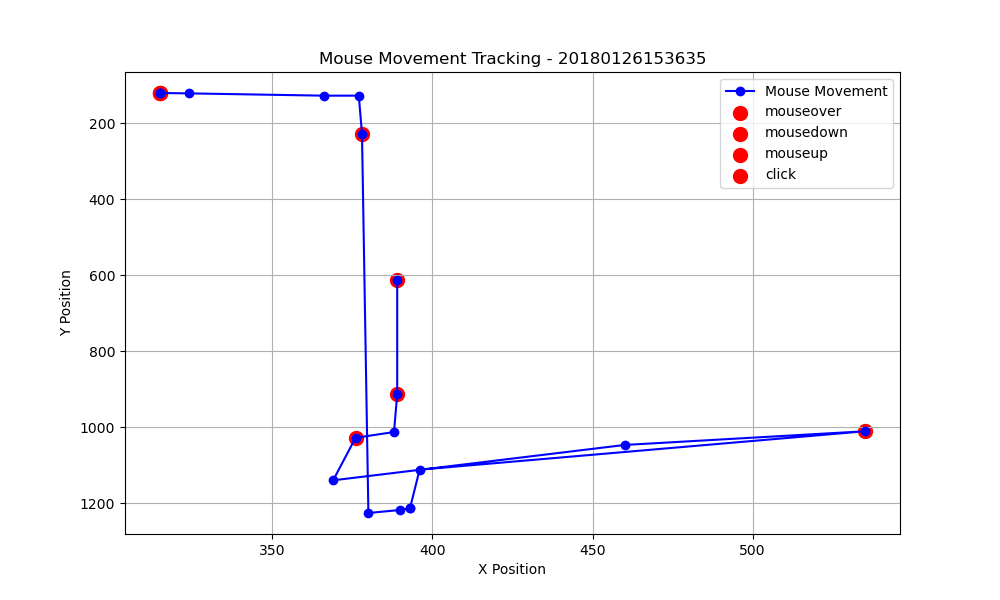 Mouse Movement Tracking - 20180126153635
Mouse Movement
mouseover
mousedown
mouseup
click
200
400
600
800
1000
1200
Y Position
350
400
450
500
X Position